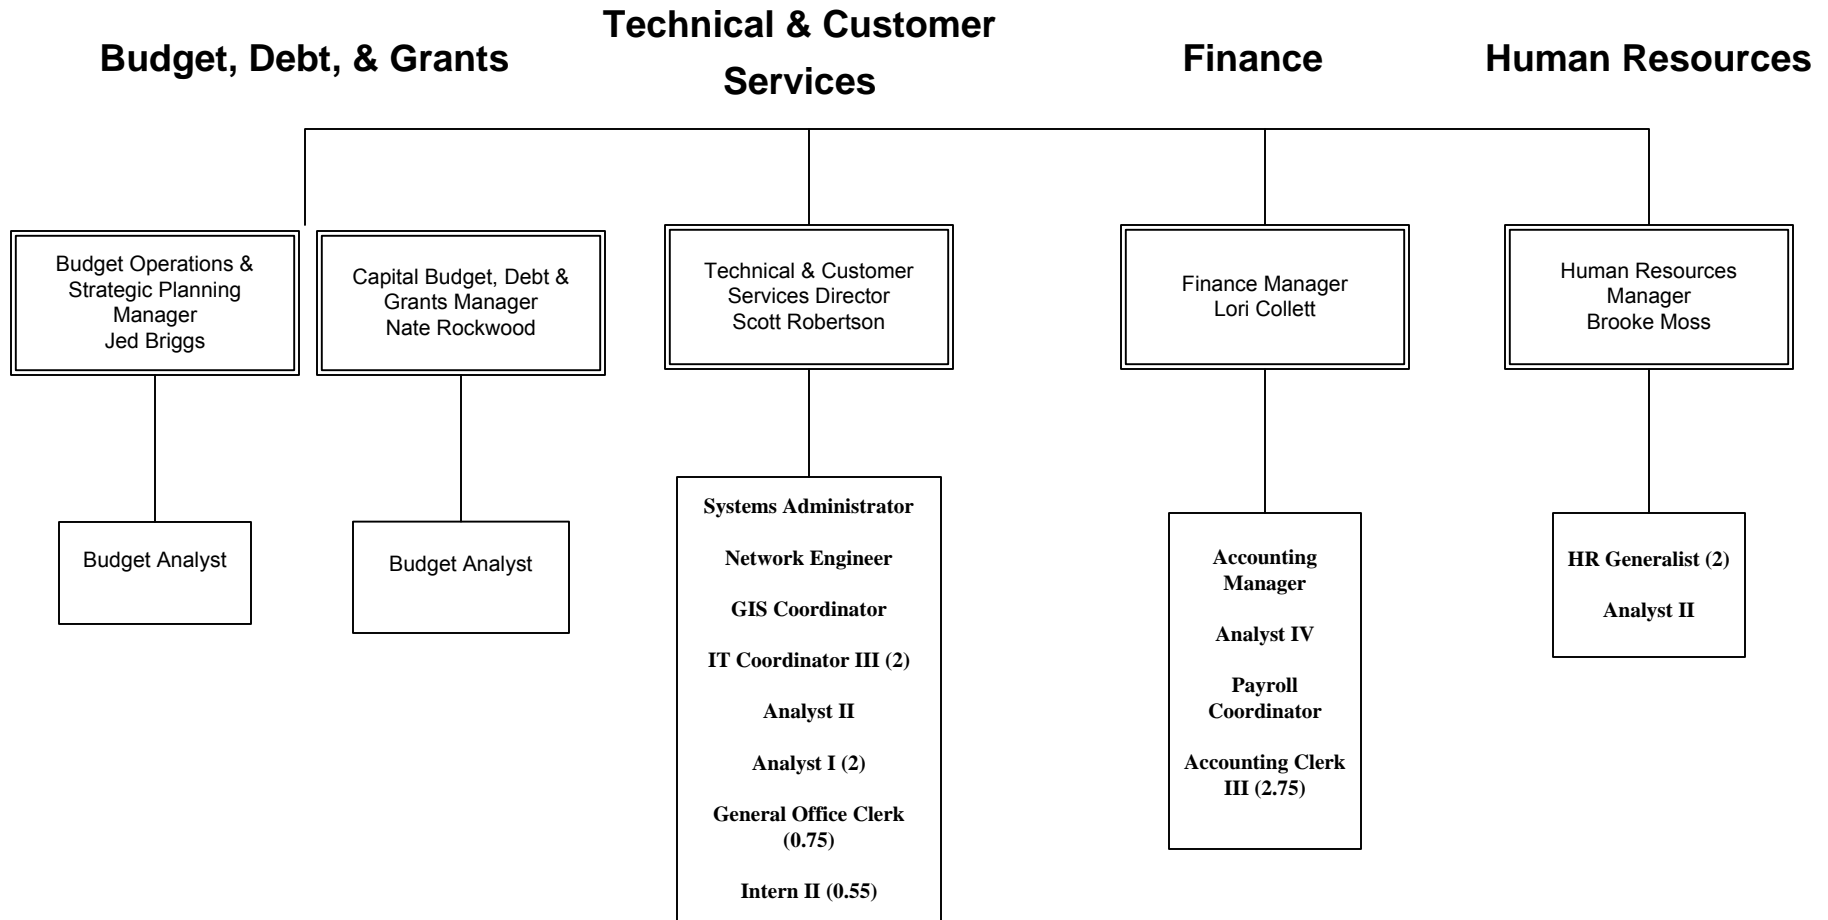 Budget, Debt, & Grants
Technical & Customer
Services
Finance
Human Resources
Budget Operations &
Strategic Planning
Manager
Jed Briggs
Capital Budget, Debt &
Grants Manager
Nate Rockwood
Technical & Customer
Services Director
Scott Robertson
Finance Manager
Lori Collett
Human Resources
Manager
Brooke Moss
Budget Analyst
Budget Analyst
Systems Administrator
Network Engineer
GIS Coordinator
IT Coordinator III (2)
Analyst II
Analyst I (2)
General Office Clerk
(0.75)
Intern II (0.55)
Accounting
Manager
Analyst IV
Payroll
Coordinator
Accounting Clerk
III (2.75)
HR Generalist (2)
Analyst II